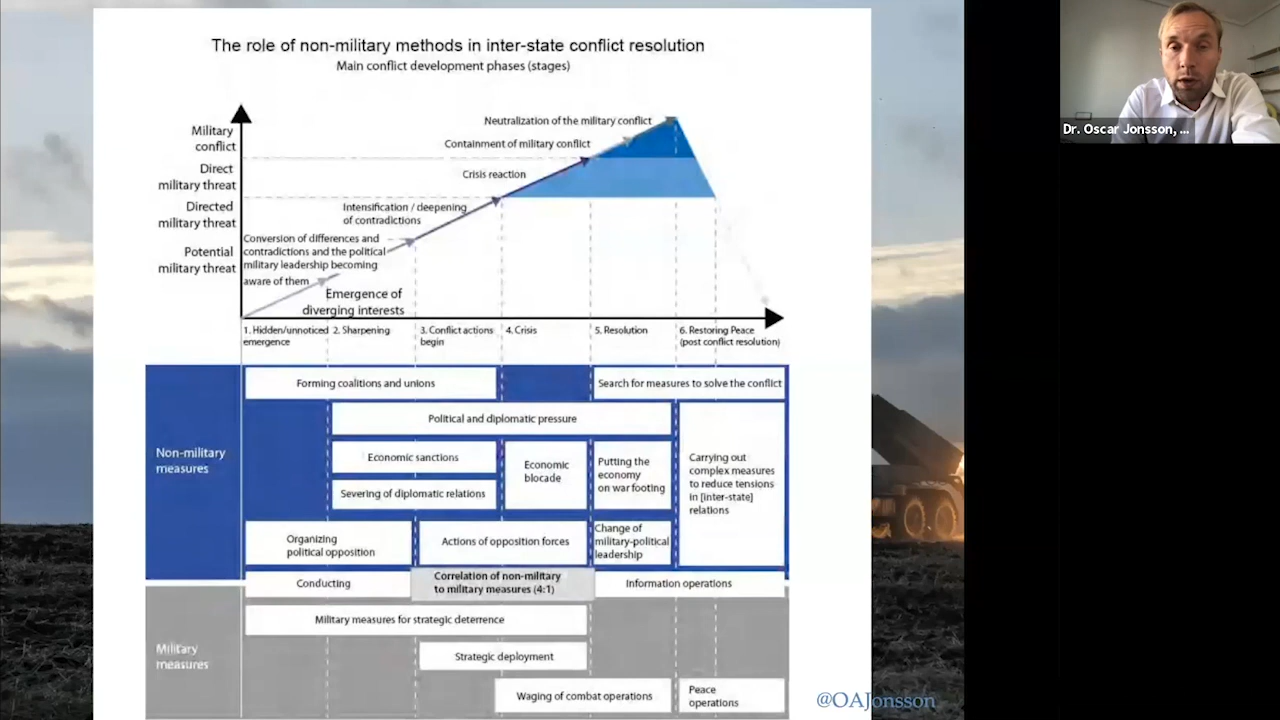 The role of non-military methods in inter-state conflict resolution
Main conflict development phases (stages)
Military
conflict
Direct
military threat
Directed
military threat
Potential
military threat
Neutralization of the military conflict
Containment of military conflict
Crisis reaction
Intensification / deepening
of contradictions
Conversion of differences and
contradictions and the political
military leadership becoming
aware of them
Emergence of
diverging interests
1. Hidden/unnoticed
emergence
2. Sharpening
3. Conflict actions
begin
4. Crisis
5. Resolution
6. Restoring Peace
(post conflict resolution)
Non-military
measures
Forming coalitions and unions
Search for measures to solve the conflict
Political and diplomatic pressure
Economic sanctions
Severing of diplomatic relations
Economic
blocade
Putting the
economy
on war footing
Carrying out
complex measures
to reduce tensions
in [inter-state]
relations
Organizing
political opposition
Actions of opposition forces
Change of
military-political
leadership
Conducting
Correlation of non-military
to military measures (4:1)
Information operations
Military
measures
Military measures for strategic deterrence
Strategic deployment
Waging of combat operations
Peace
operations
@OAJonsson
Dr. Oscar Jonsson, ...